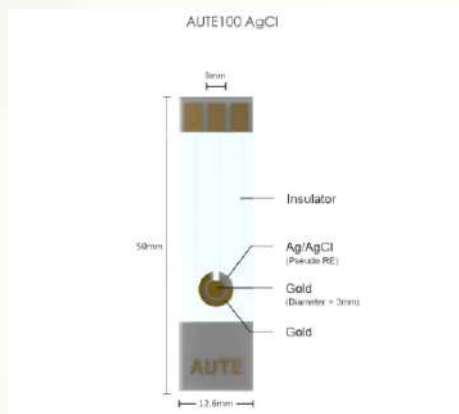 AUTE100 AgCl
3mm
50mm
Insulator
Ag/AgCl
(Pseudo RE)
Gold
(Diameter = 3mm)
Gold
AUTE
12.6mm